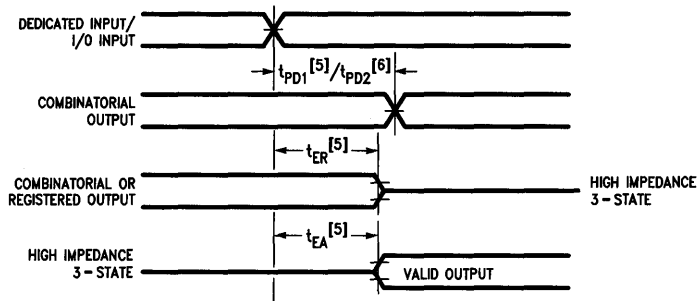 DEDICATED INPUT/
I/O INPUT
tPD1[5]/tPD2[6]
COMBINATORIAL
OUTPUT
tER[5]
COMBINATORIAL OR
REGISTERED OUTPUT
HIGH IMPEDANCE
3-STATE
tEA[5]
HIGH IMPEDANCE
3-STATE
VALID OUTPUT